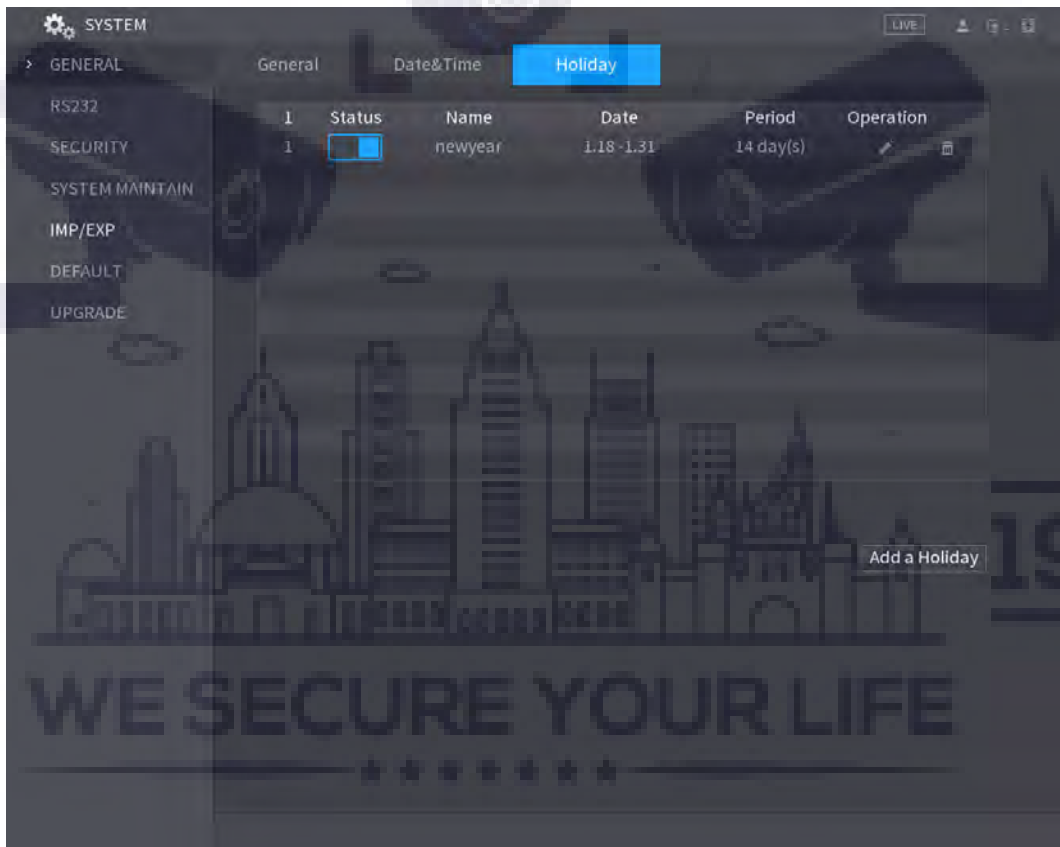 SYSTEM
LIVE
GENERAL
General Date&Time Holiday
RS232
1 Status Name Date Period Operation
SECURITY
1 newyear 1.18 -1.31 14 day(s)
SYSTEM MAINTAIN
IMP/EXP
DEFAULT
UPGRADE
19
Add a Holiday
WE SECURE YOUR LIFE